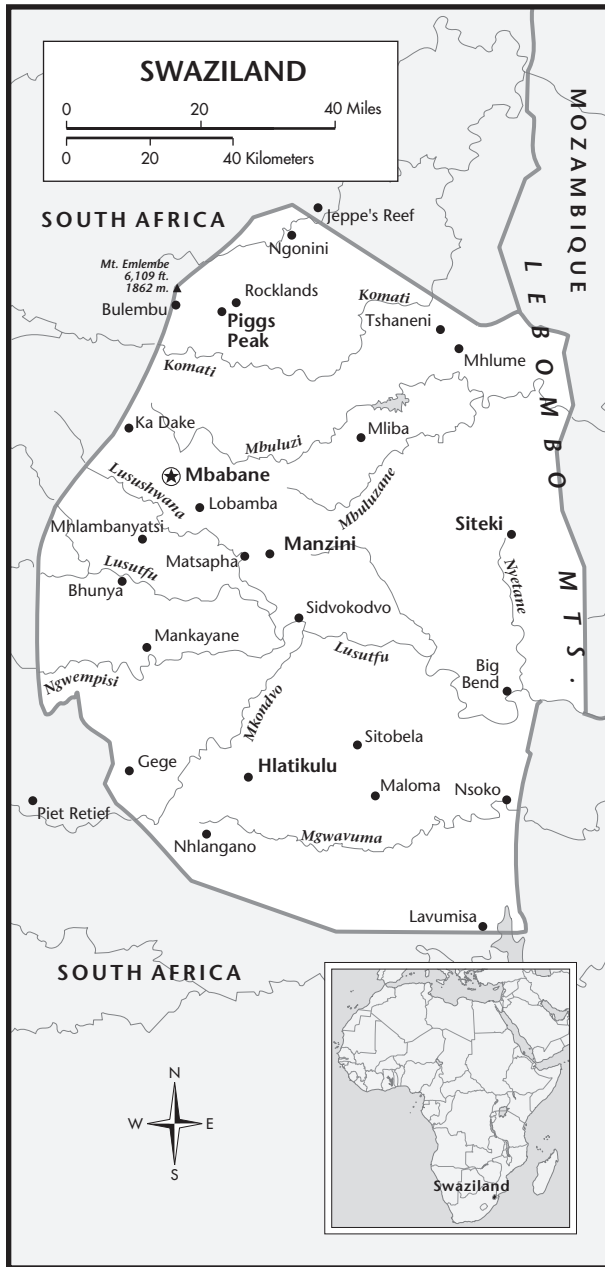 SWAZILAND
0 20 40 Miles
0 20 40 Kilometers
MOZAMBIQUE
SOUTH AFRICA
Jeppe's Reef
Ngonini
Mt. Emlembe
6,109 ft.
1862 m.
Bulembu
Rocklands
Piggs
Peak
Komati
Tshaneni
Mhlume
LEBOMBO MTS.
Komati
Ka Dake
Mbuluzi
Mliba
Mbabane
Lusushwana
Mbuluzane
Lobamba
Siteki
Mhlambanyatsi
Matsapha
Manzini
Lusutfu
Bhunya
Nyetane
Sidvokodvo
Mankayane
Lusutfu
Ngwempisi
Big
Bend
Mkondvo
Sitobela
Gege
Hlatikulu
Maloma
Nsoko
Piet Retief
Nhlangano
Mgwavuma
Lavumisa
SOUTH AFRICA
N
W E
S
Swaziland